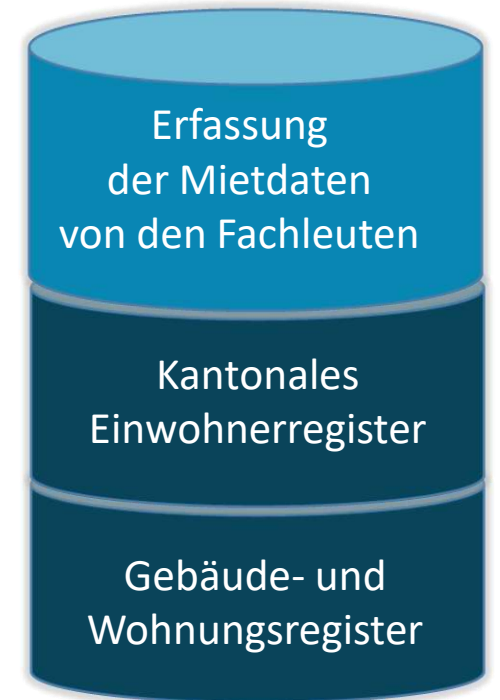 Erfassung
der Mietdaten
von den Fachleuten
Kantonales
Einwohnerregister
Gebäude- und
Wohnungsregister